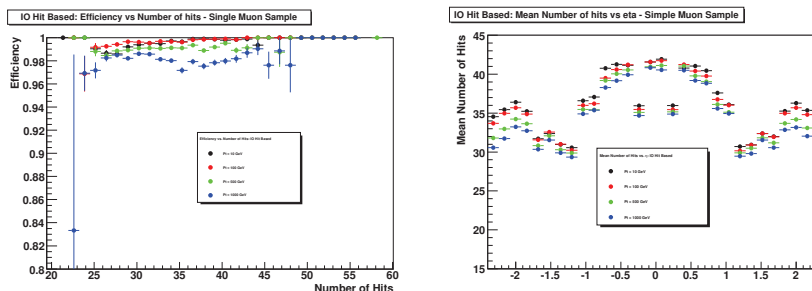 IO Hit Based: Efficiency vs Number of hits - Single Muon Sample
Efficiency
1
0.98
0.96
0.94
0.92
0.9
0.88
0.86
0.84
0.82
0.8
Efficiency vs. Number of Hits IO Hit Based
Pt = 10 GeV
Pt = 100 GeV
Pt = 500 GeV
Pt = 1000 GeV
20 25 30 35 40 45 50 55 60
Number of Hits
IO Hit Based: Mean Number of hits vs eta - Simple Muon Sample
Mean Number of Hits
45
40
35
30
25
20
15
Mean Number of Hits vs. η IO Hit Based
Pt = 10 GeV
Pt = 100 GeV
Pt = 500 GeV
Pt = 1000 GeV
-2 -1.5 -1 -0.5 0 0.5 1 1.5 2